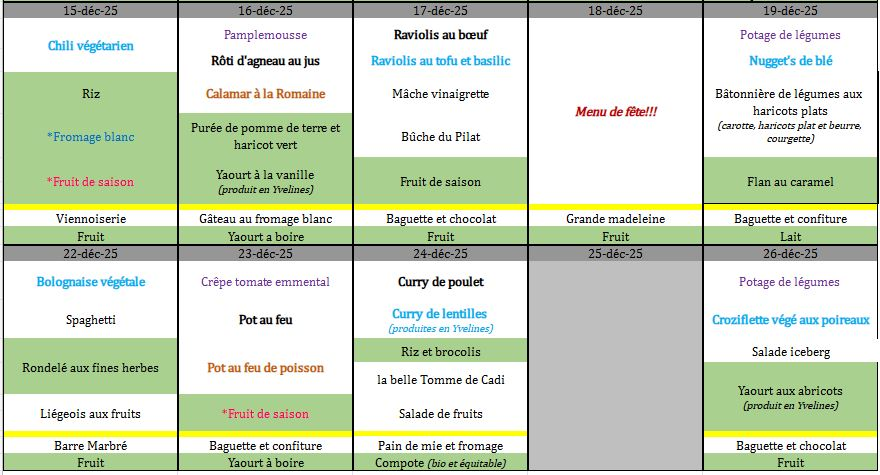 15-déc-25
16-déc-25
17-déc-25
18-déc-25
19-déc-25
Chili végétarien
Riz
*Fromage blanc
*Fruit de saison
Viennoiserie
Fruit
Pamplemousse
Rôti d'agneau au jus
Calamar à la Romaine
Purée de pomme de terre et
haricot vert
Yaourt à la vanille
(produit en Yvelines)
Gâteau au fromage blanc
Yaourt a boire
Raviolis au bœuf
Raviolis au tofu et basilic
Mâche vinaigrette
Bûche du Pilat
Fruit de saison
Baguette et chocolat
Fruit
Menu de fête!!!
Grande madeleine
Fruit
Potage de légumes
Nugget's de blé
Bâtonnière de légumes aux
haricots plats
(carotte, haricots plat et beurre,
courgette)
Flan au caramel
Baguette et confiture
Lait
22-déc-25
23-déc-25
24-déc-25
25-déc-25
26-déc-25
Bolognaise végétale
Spaghetti
Rondelé aux fines herbes
Liégeois aux fruits
Barre Marbré
Fruit
Crêpe tomate emmental
Pot au feu
Pot au feu de poisson
*Fruit de saison
Baguette et confiture
Yaourt à boire
Curry de poulet
Curry de lentilles
(produites en Yvelines)
Riz et brocolis
la belle Tomme de Cadi
Salade de fruits
Pain de mie et fromage
Compote (bio et équitable)
Potage de légumes
Croziflette végé aux poireaux
Salade iceberg
Yaourt aux abricots
(produit en Yvelines)
Baguette et chocolat
Fruit